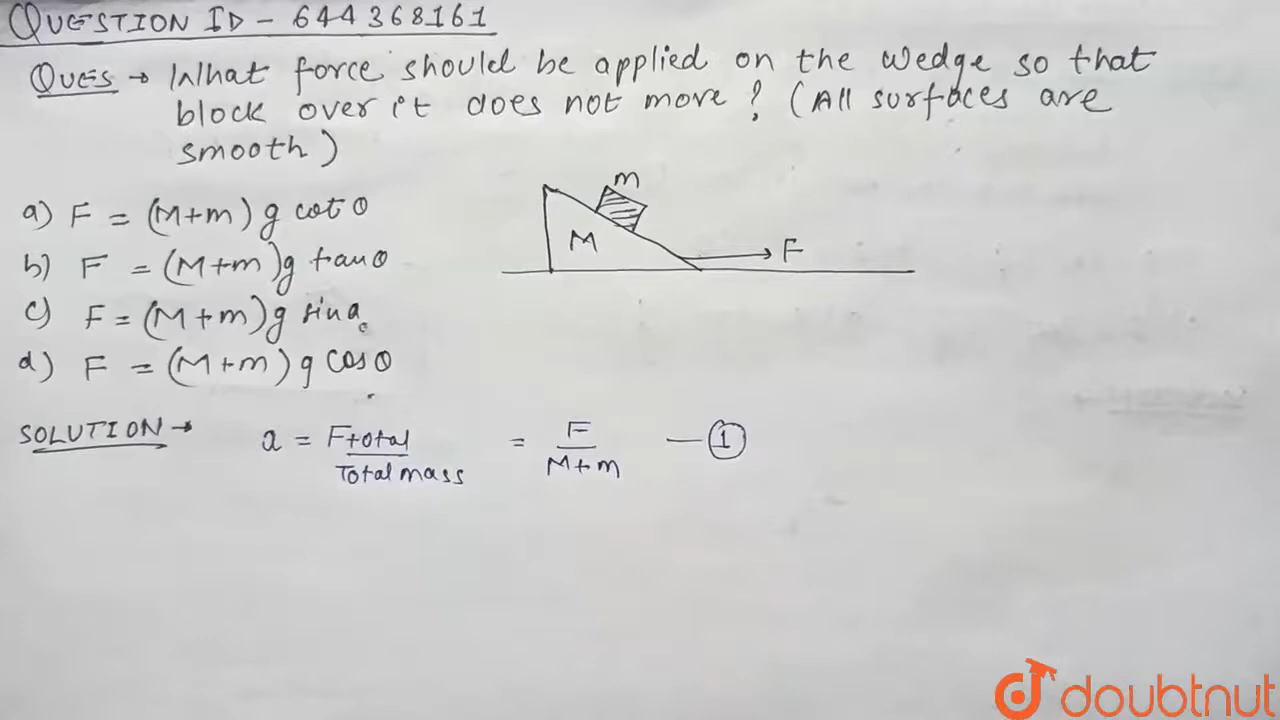 QUESTION ID - 644368161
QUES → What force should be applied on the wedge so that
block over it does not move ? (All surfaces are
smooth)
a) F = (M+m) g cot θ
b) F = (M+m)g tan θ
c) F = (M+m)g sin a
d) F = (M+m) g cos θ
m
M
F
SOLUTION → a = Ftotal / Total mass = F / M+m — ①
doubtnut